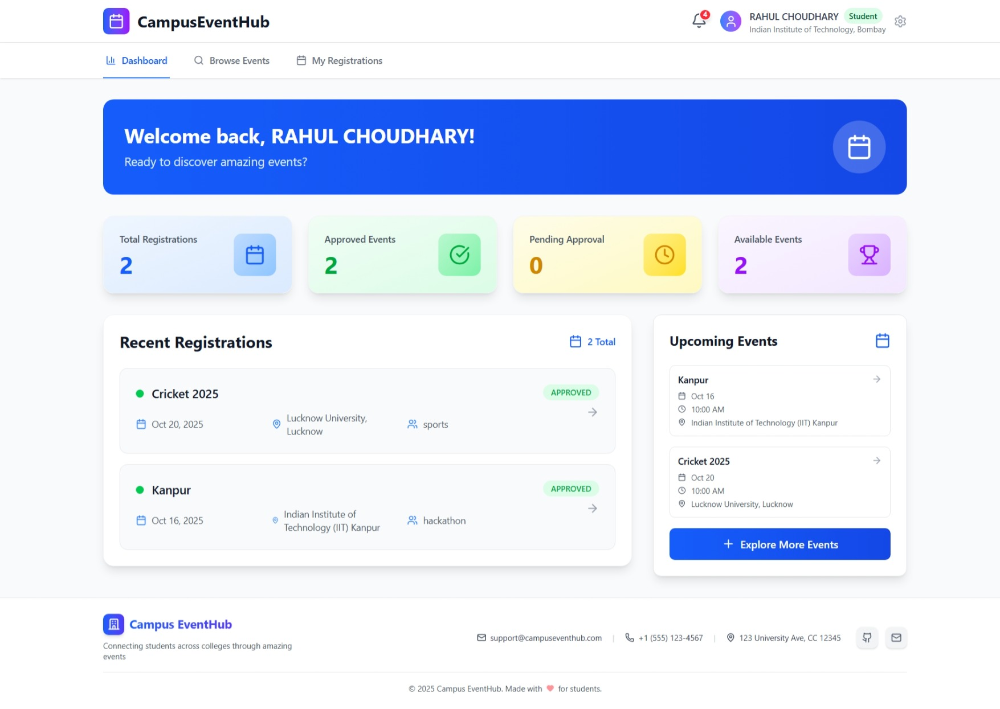 CampusEventHub
4
RAHUL CHOUDHARY Student
Indian Institute of Technology, Bombay
Dashboard Browse Events My Registrations
Welcome back, RAHUL CHOUDHARY!
Ready to discover amazing events?
Total Registrations
2
Approved Events
2
Pending Approval
0
Available Events
2
Recent Registrations
2 Total
Cricket 2025
APPROVED
Oct 20, 2025
Lucknow University,
Lucknow
sports
Kanpur
APPROVED
Oct 16, 2025
Indian Institute of
Technology (IIT) Kanpur
hackathon
Upcoming Events
Kanpur
Oct 16
10:00 AM
Indian Institute of Technology (IIT) Kanpur
Cricket 2025
Oct 20
10:00 AM
Lucknow University, Lucknow
+ Explore More Events
Campus EventHub
Connecting students across colleges through amazing
events
support@campuseventhub.com | +1 (555) 123-4567 | 123 University Ave, CC 12345
© 2025 Campus EventHub. Made with ❤ for students.